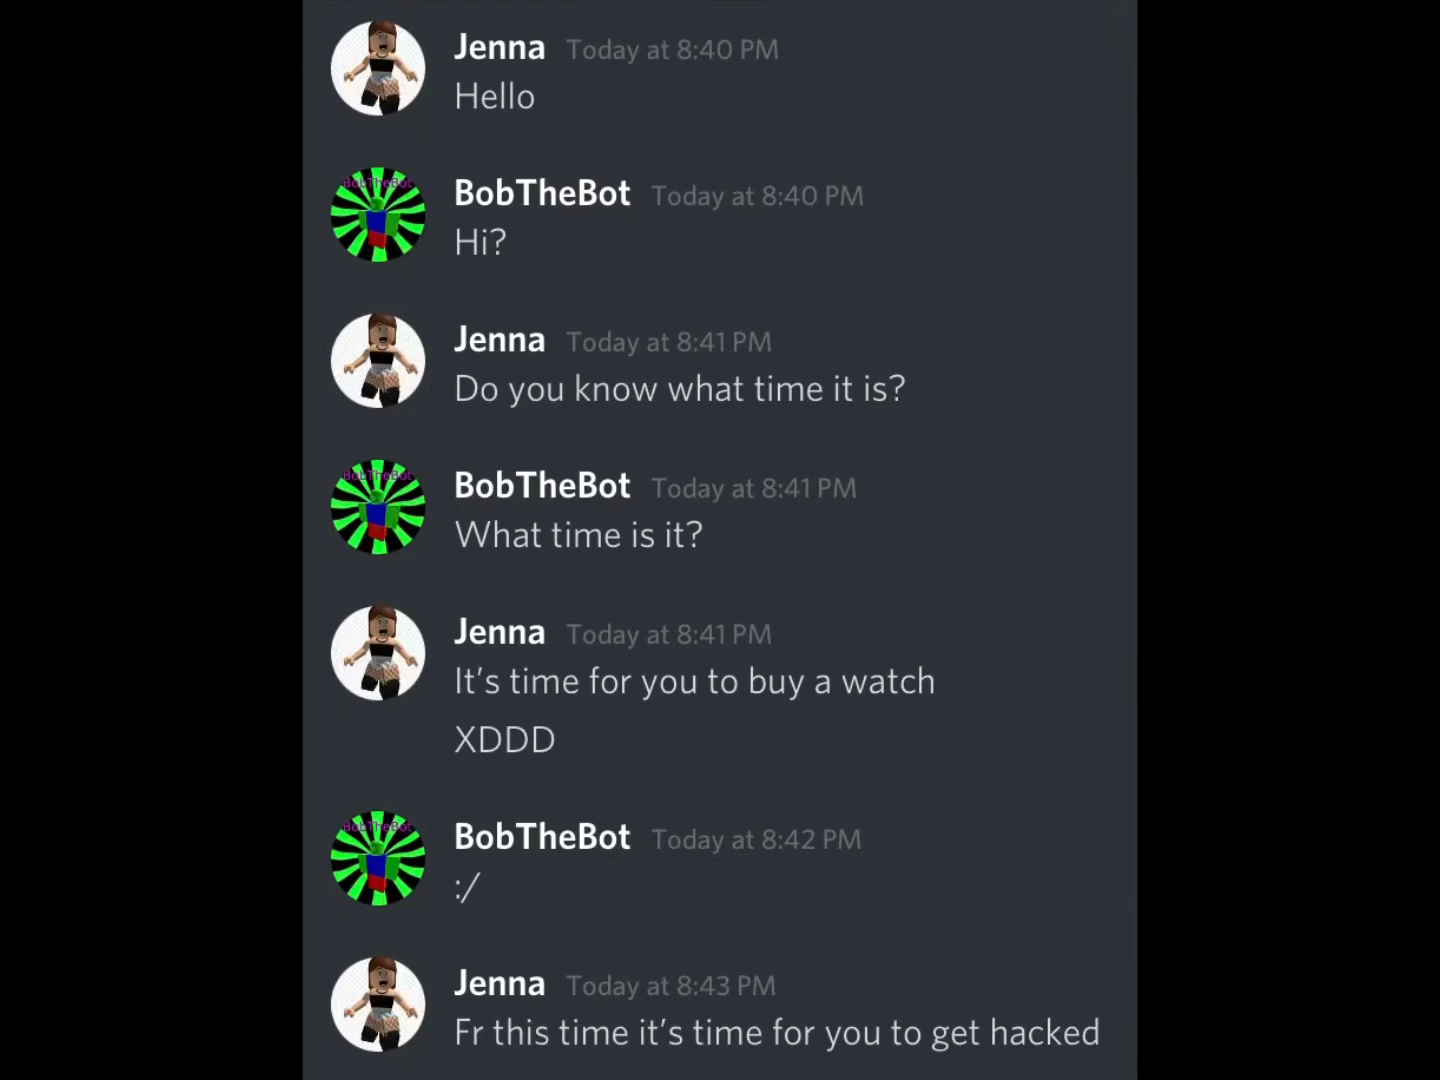 Jenna Today at 8:40 PM
Hello
BobTheBot
BobTheBot Today at 8:40 PM
Hi?
Jenna Today at 8:41 PM
Do you know what time it is?
BobTheBot
BobTheBot Today at 8:41 PM
What time is it?
Jenna Today at 8:41 PM
It's time for you to buy a watch
XDDD
BobTheBot
BobTheBot Today at 8:42 PM
:/
Jenna Today at 8:43 PM
Fr this time it's time for you to get hacked